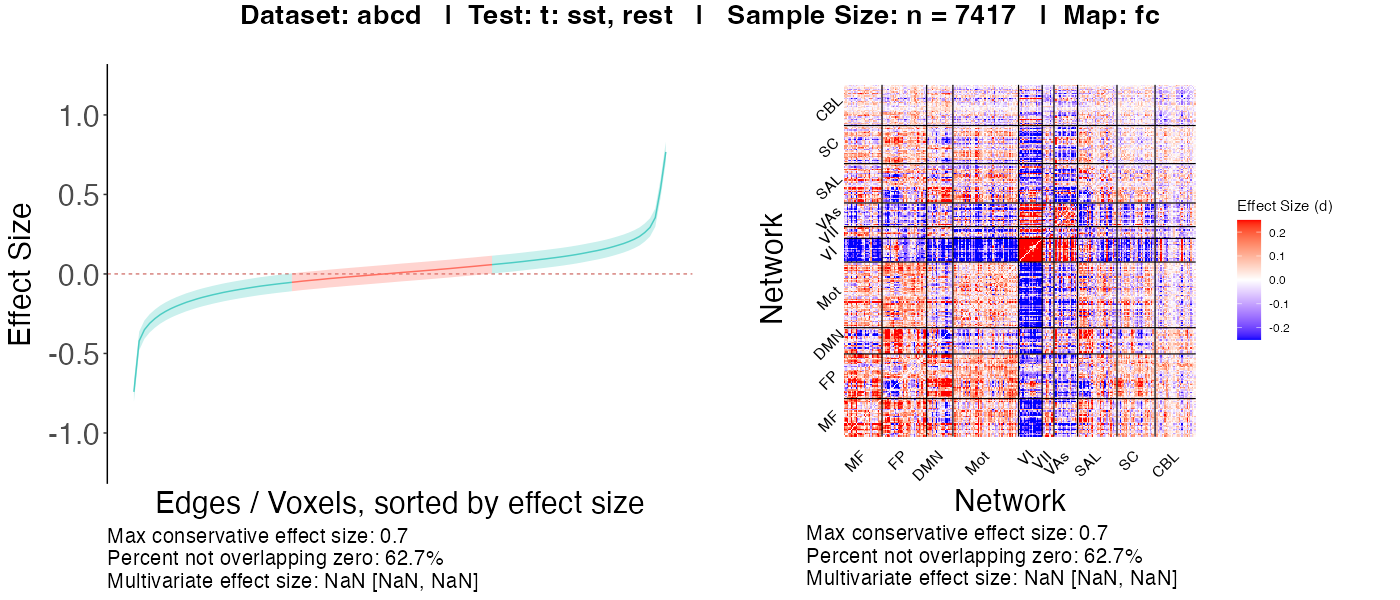 Dataset: abcd | Test: t: sst, rest | Sample Size: n = 7417 | Map: fc
Effect Size
1.0
0.5
0.0
-0.5
-1.0
Edges / Voxels, sorted by effect size
Max conservative effect size: 0.7
Percent not overlapping zero: 62.7%
Multivariate effect size: NaN [NaN, NaN]
Network
CBL
SC
SAL
VAs
VII
VI
Mot
DMN
FP
MF
MF
FP
DMN
Mot
VI
VII
VAs
SAL
SC
CBL
Network
Effect Size (d)
0.2
0.1
0.0
-0.1
-0.2
Max conservative effect size: 0.7
Percent not overlapping zero: 62.7%
Multivariate effect size: NaN [NaN, NaN]